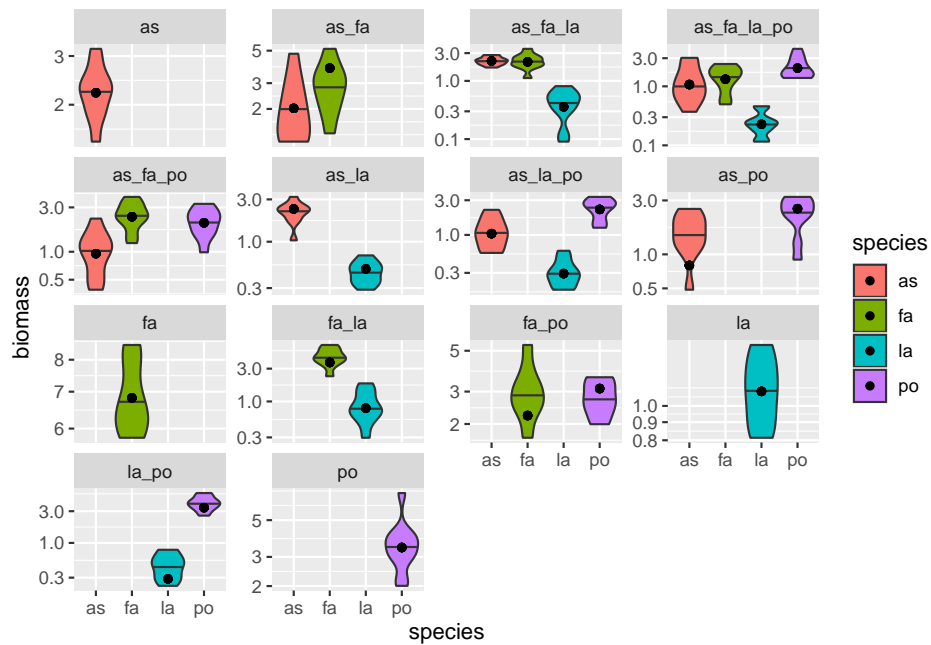 as as_fa as_fa_la as_fa_la_po
3 2
5 3 2
3.0 1.0 0.3 0.1
3.0 1.0 0.3 0.1
as_fa_po as_la as_la_po as_po
3.0 1.0 0.5
3.0 1.0 0.3
3.0 1.0 0.3
3.0 1.0 0.5
fa fa_la fa_po la
8 7 6
3.0 1.0 0.3
5 3 2
1.0 0.9 0.8
as fa la po as fa la po
la_po po
3.0 1.0 0.3
5 3 2
as fa la po as fa la po
species
biomass
species
as
fa
la
po